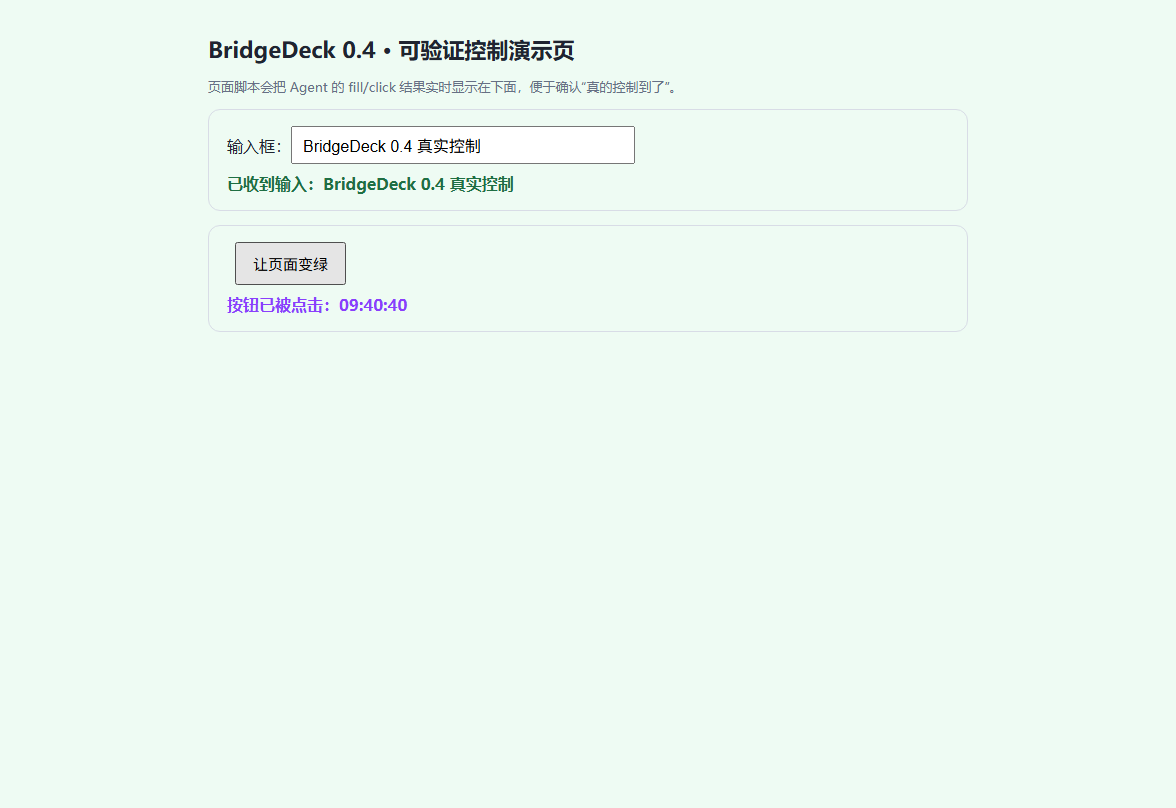 BridgeDeck 0.4 • 可验证控制演示页
页面脚本会把 Agent 的 fill/click 结果实时显示在下面，便于确认“真的控制到了”。
输入框： BridgeDeck 0.4 真实控制
已收到输入：BridgeDeck 0.4 真实控制
让页面变绿
按钮已被点击：09:40:40